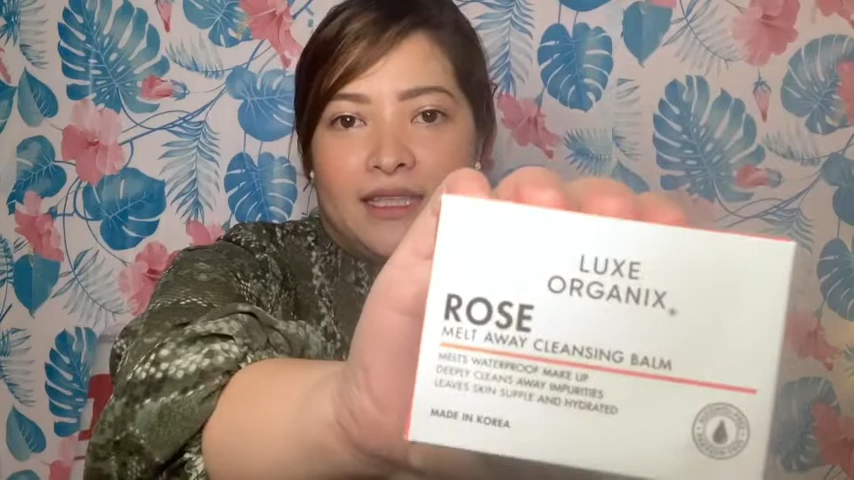 LUXE
ORGANIX®
ROSE
MELT AWAY CLEANSING BALM
MELTS WATERPROOF MAKE UP
DEEPLY CLEANS AWAY IMPURITIES
LEAVES SKIN SUPPLE AND HYDRATED
MADE IN KOREA